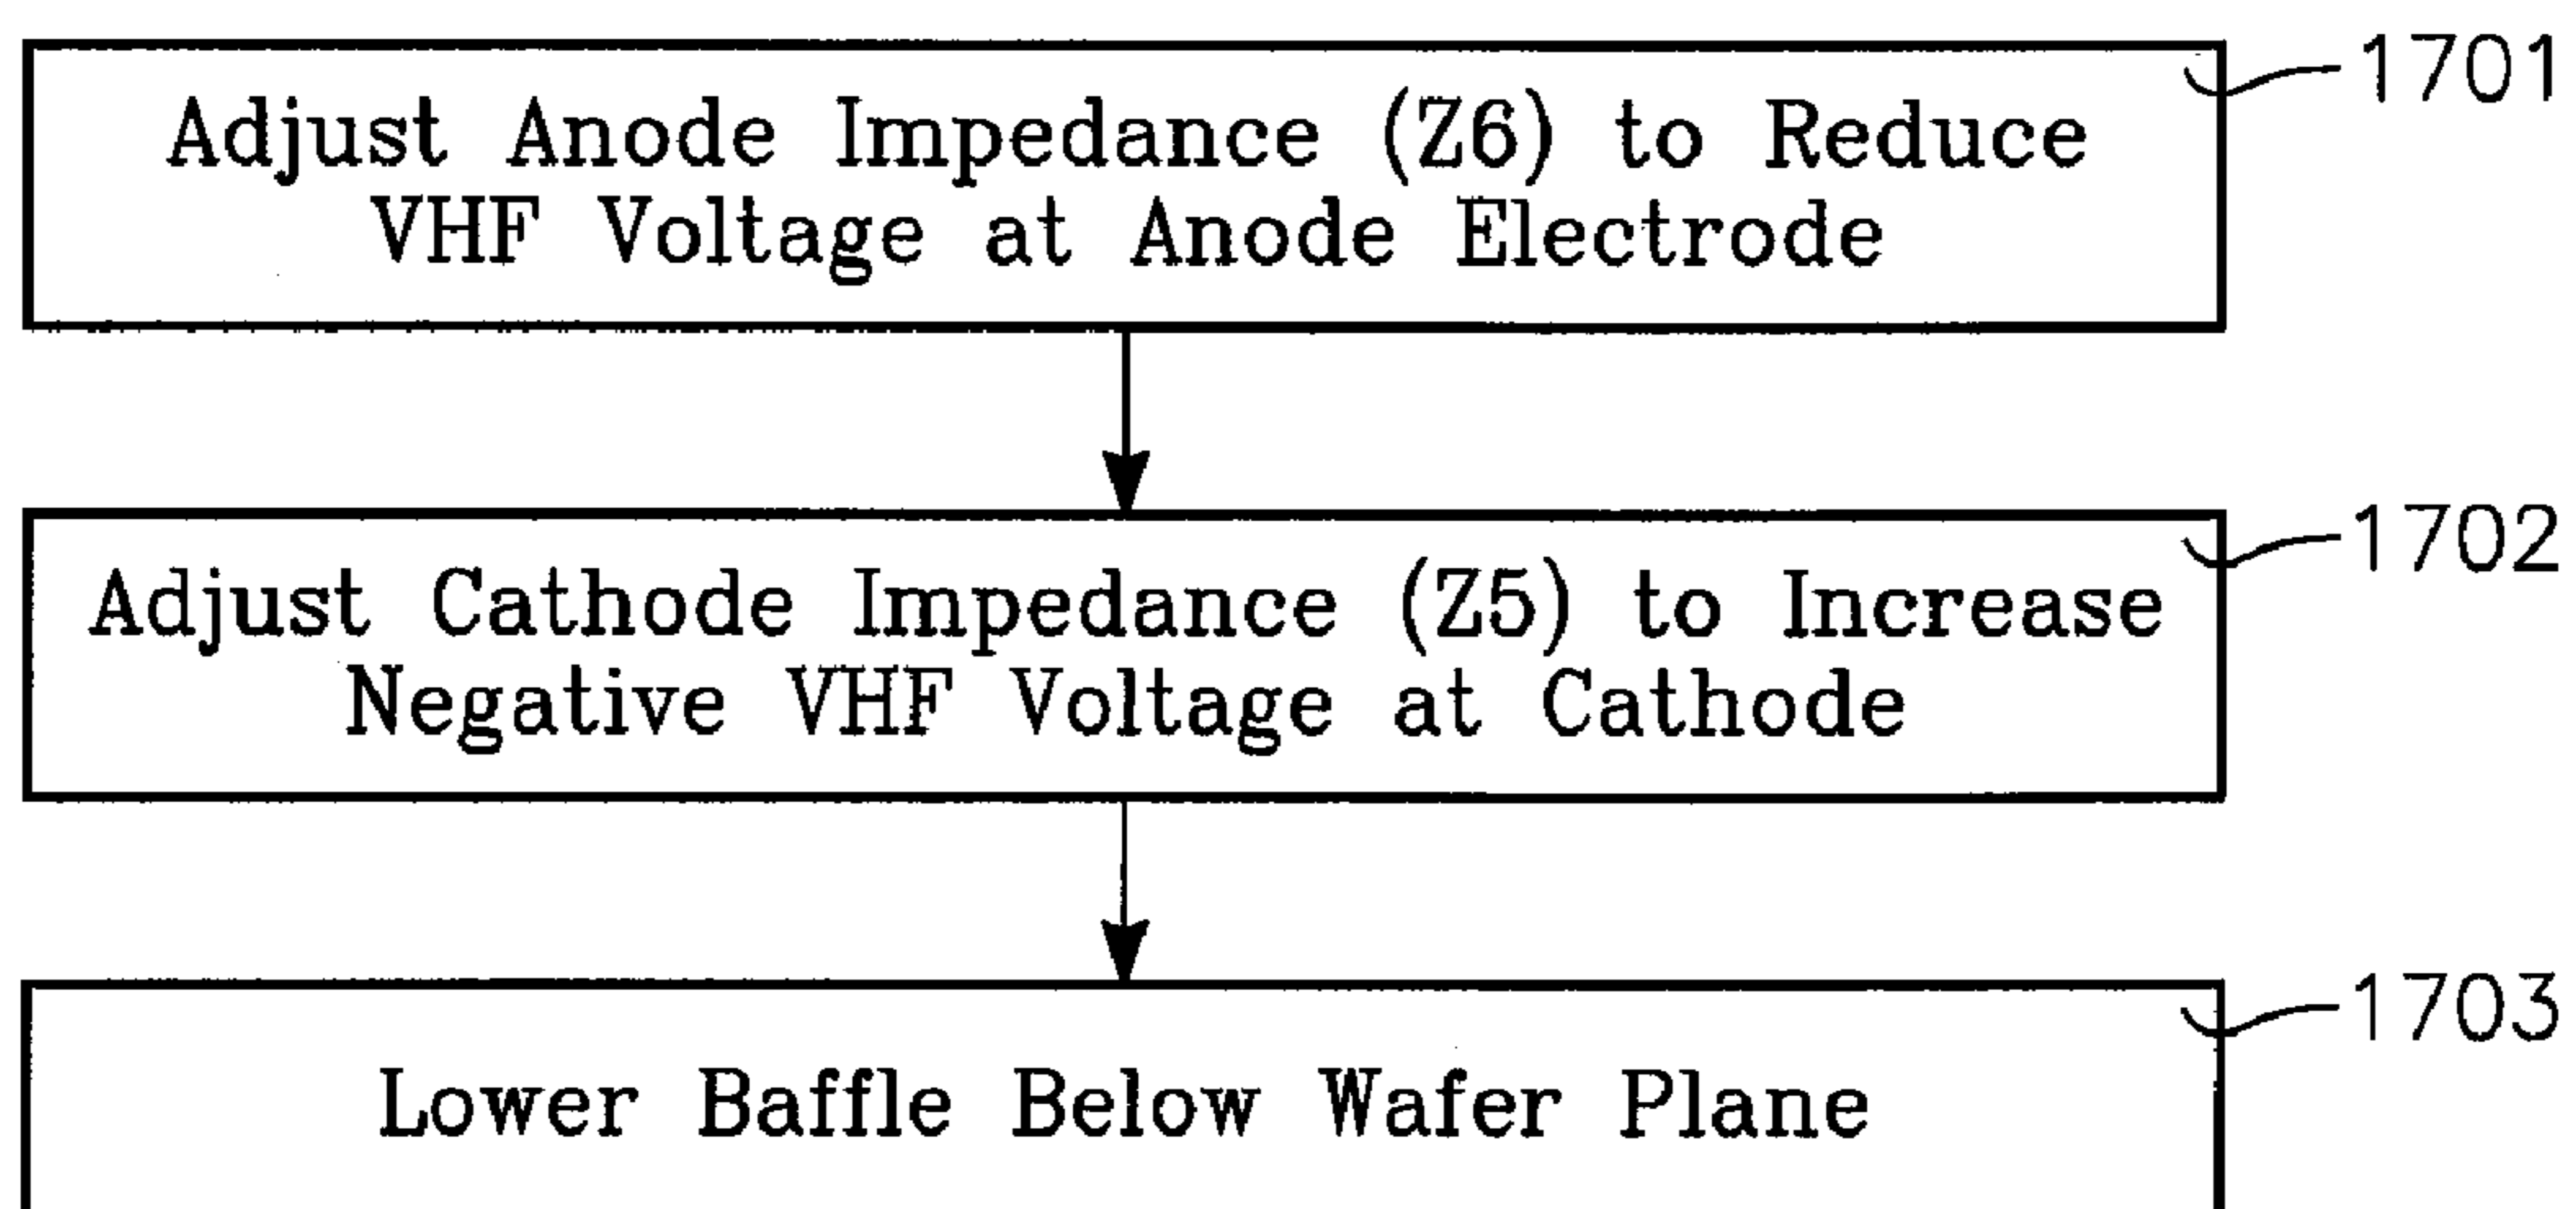 1701
Adjust Anode Impedance (Z6) to Reduce
VHF Voltage at Anode Electrode
1702
Adjust Cathode Impedance (Z5) to Increase
Negative VHF Voltage at Cathode
1703
Lower Baffle Below Wafer Plane